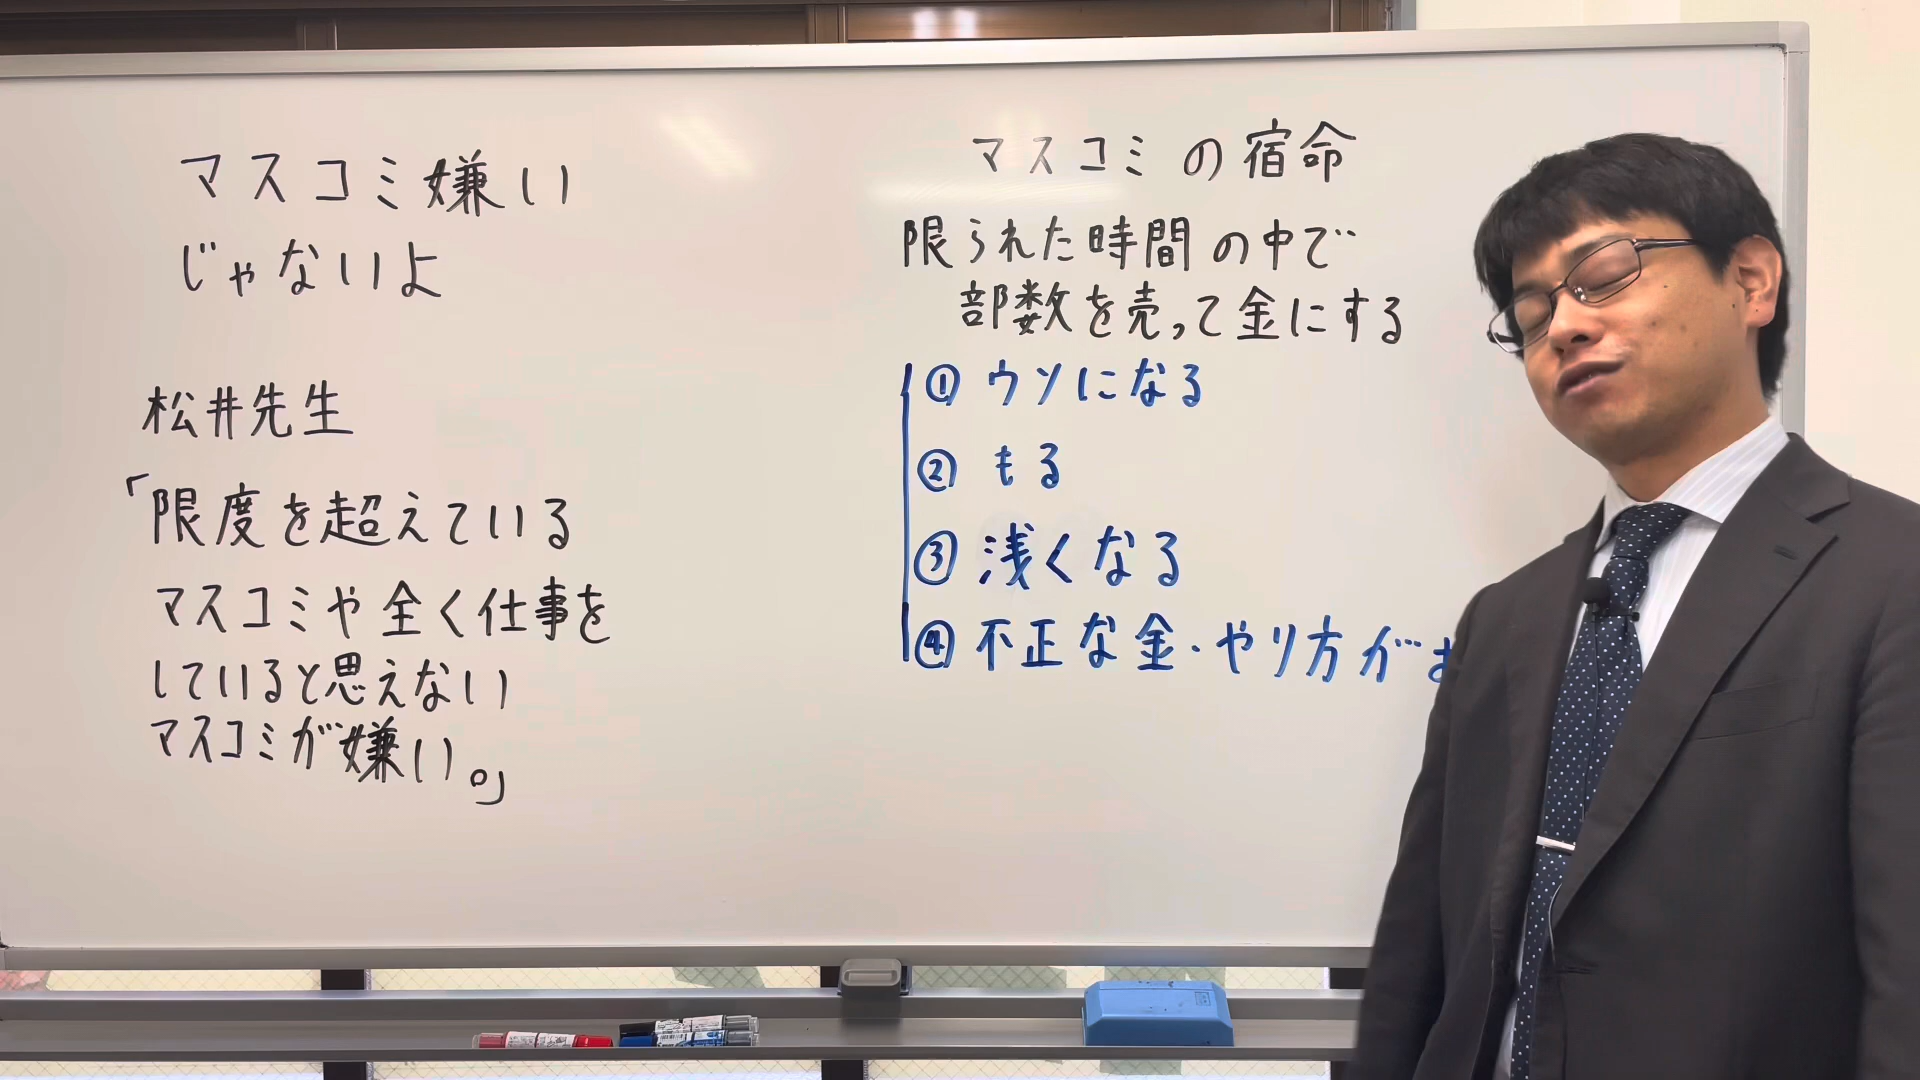 マスコミ嫌い
じゃないよ
松井先生
「限度を超えている
マスコミや全く仕事を
していると思えない
マスコミが嫌い。」
マスコミの宿命
限られた時間の中で
部数を売って金にする
①ウソになる
②もる
③浅くなる
④不正な金・やり方が